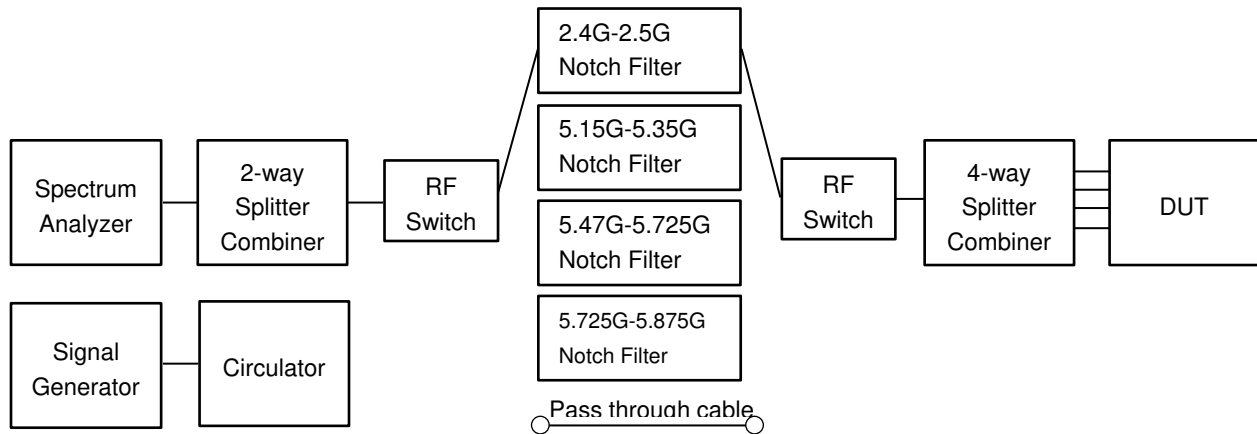 2.4G-2.5G
Notch Filter
5.15G-5.35G
Notch Filter
Spectrum
Analyzer
2-way
Splitter
Combiner
RF
Switch
RF
Switch
4-way
Splitter
Combiner
DUT
5.47G-5.725G
Notch Filter
5.725G-5.875G
Notch Filter
Signal
Generator
Circulator
Pass through cable